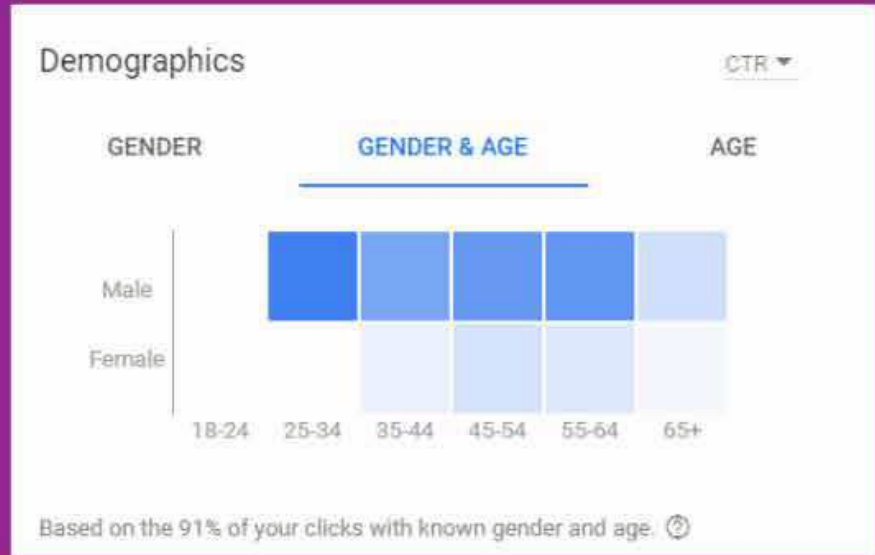 Demographics
CTR
GENDER GENDER & AGE AGE
Male
Female
18-24 25-34 35-44 45-54 55-64 65+
Based on the 91% of your clicks with known gender and age. ?